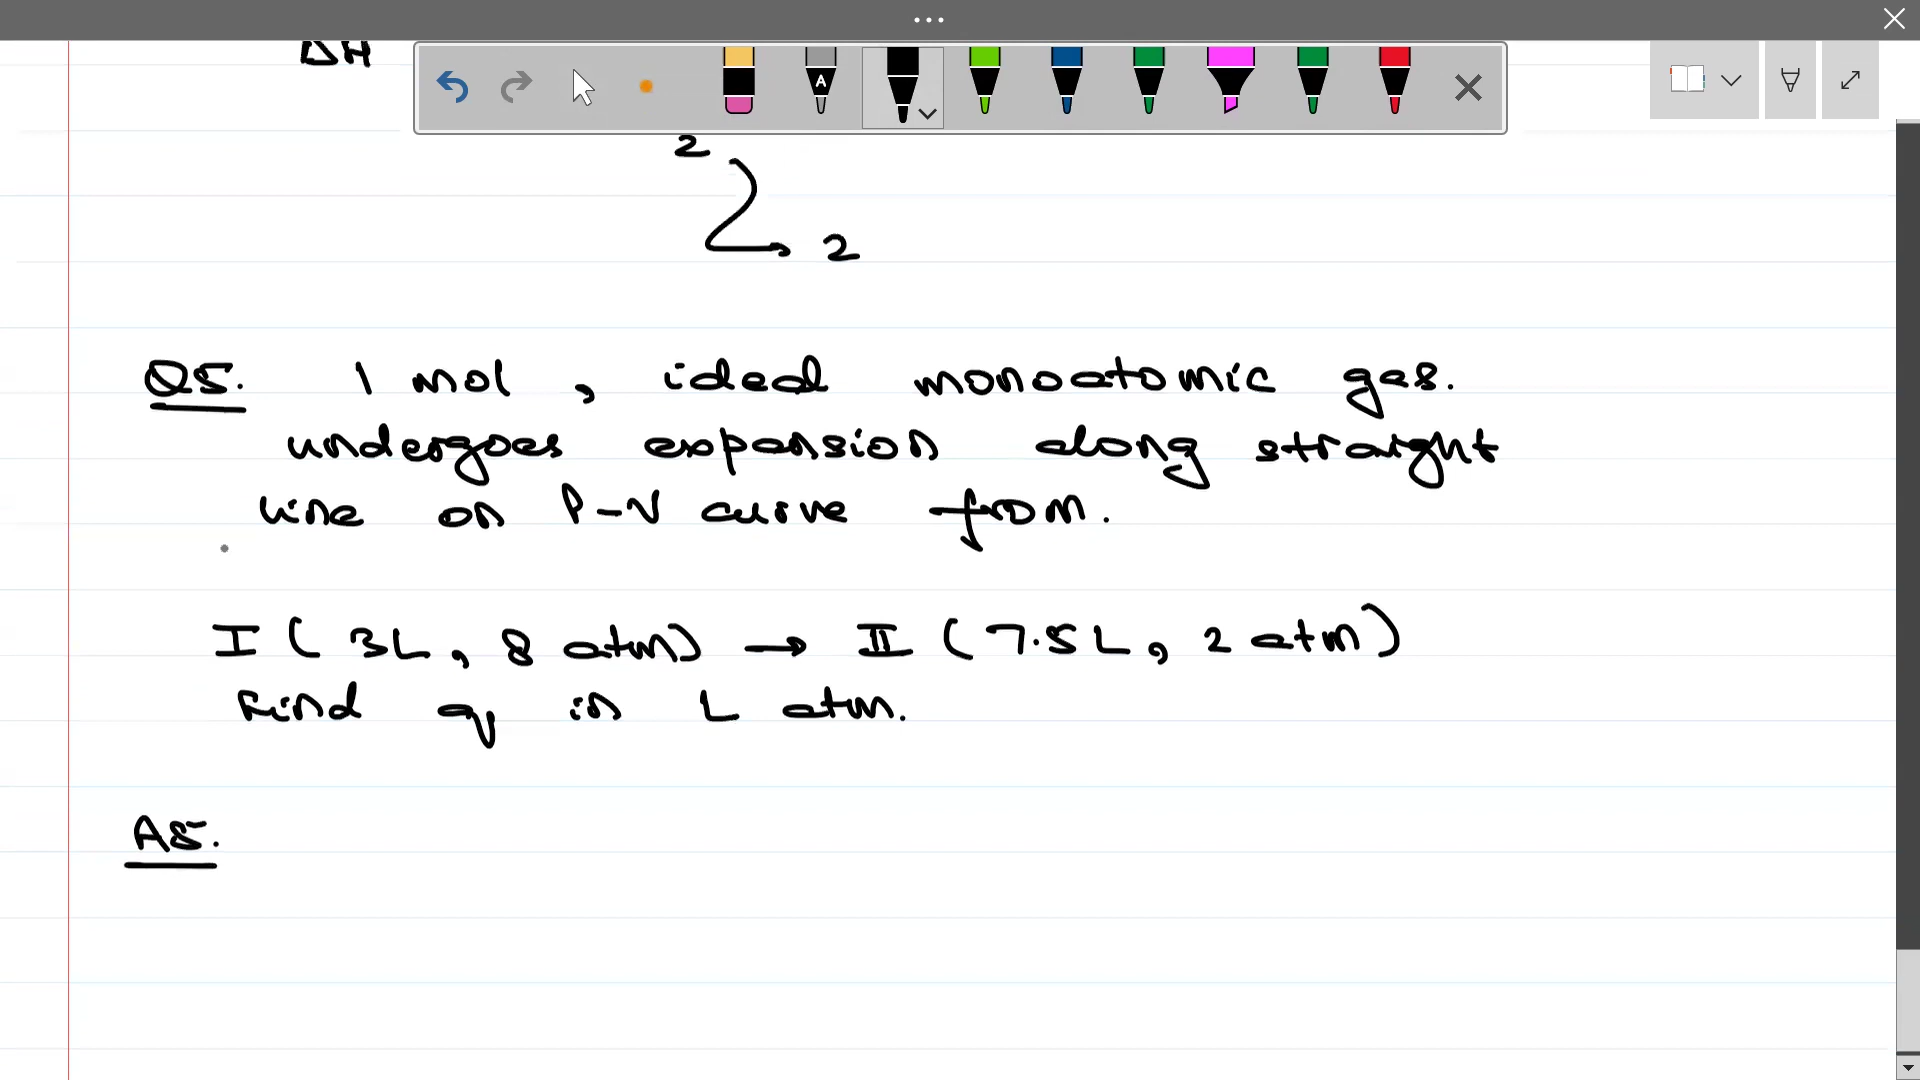 ΔH
2
2
Q5. 1 mol, ideal monoatomic gas.
undergoes expansion along straight
line on P-V curve from.
I (3L, 8 atm) → II (7.5L, 2 atm)
Find q in L atm.
A5.